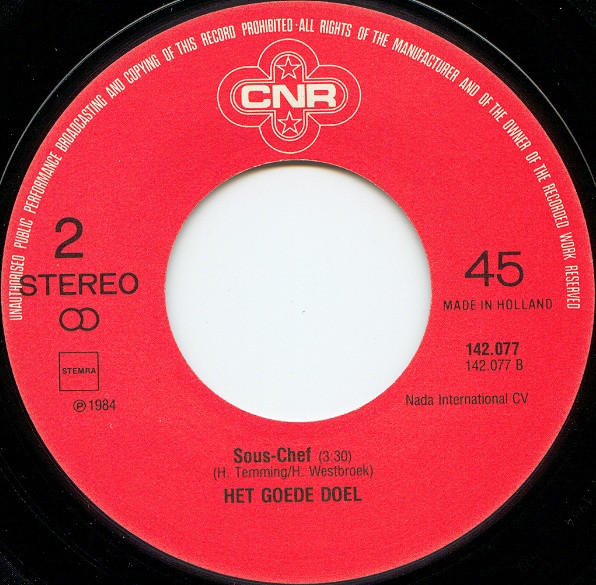 UNAUTHORISED PUBLIC PERFORMANCE BROADCASTING AND COPYING OF THIS RECORD PROHIBITED·ALL RIGHTS OF THE MANUFACTURER AND OF THE OWNER OF THE RECORDED WORK RESERVED
CNR
2
STEREO
45
MADE IN HOLLAND
STEMRA
℗ 1984
142.077
142.077 B
Nada International CV
Sous-Chef (3:30)
(H. Temming/H. Westbroek)
HET GOEDE DOEL